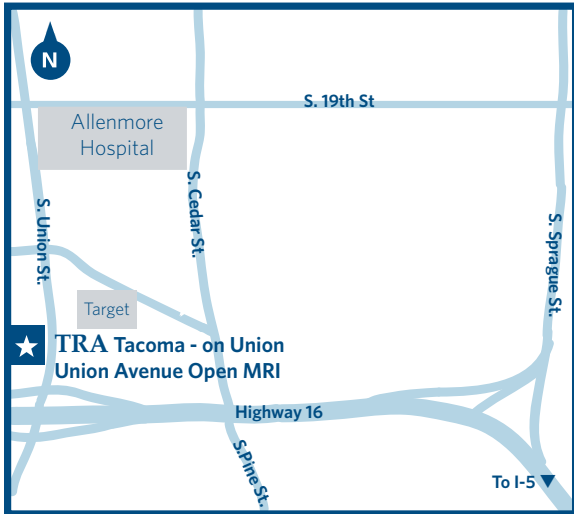 N
S. 19th St
Allenmore
Hospital
S. Cedar St.
S. Union St.
S. Sprague St.
Target
TRA Tacoma - on Union
Union Avenue Open MRI
Highway 16
S.Pine St.
To I-5